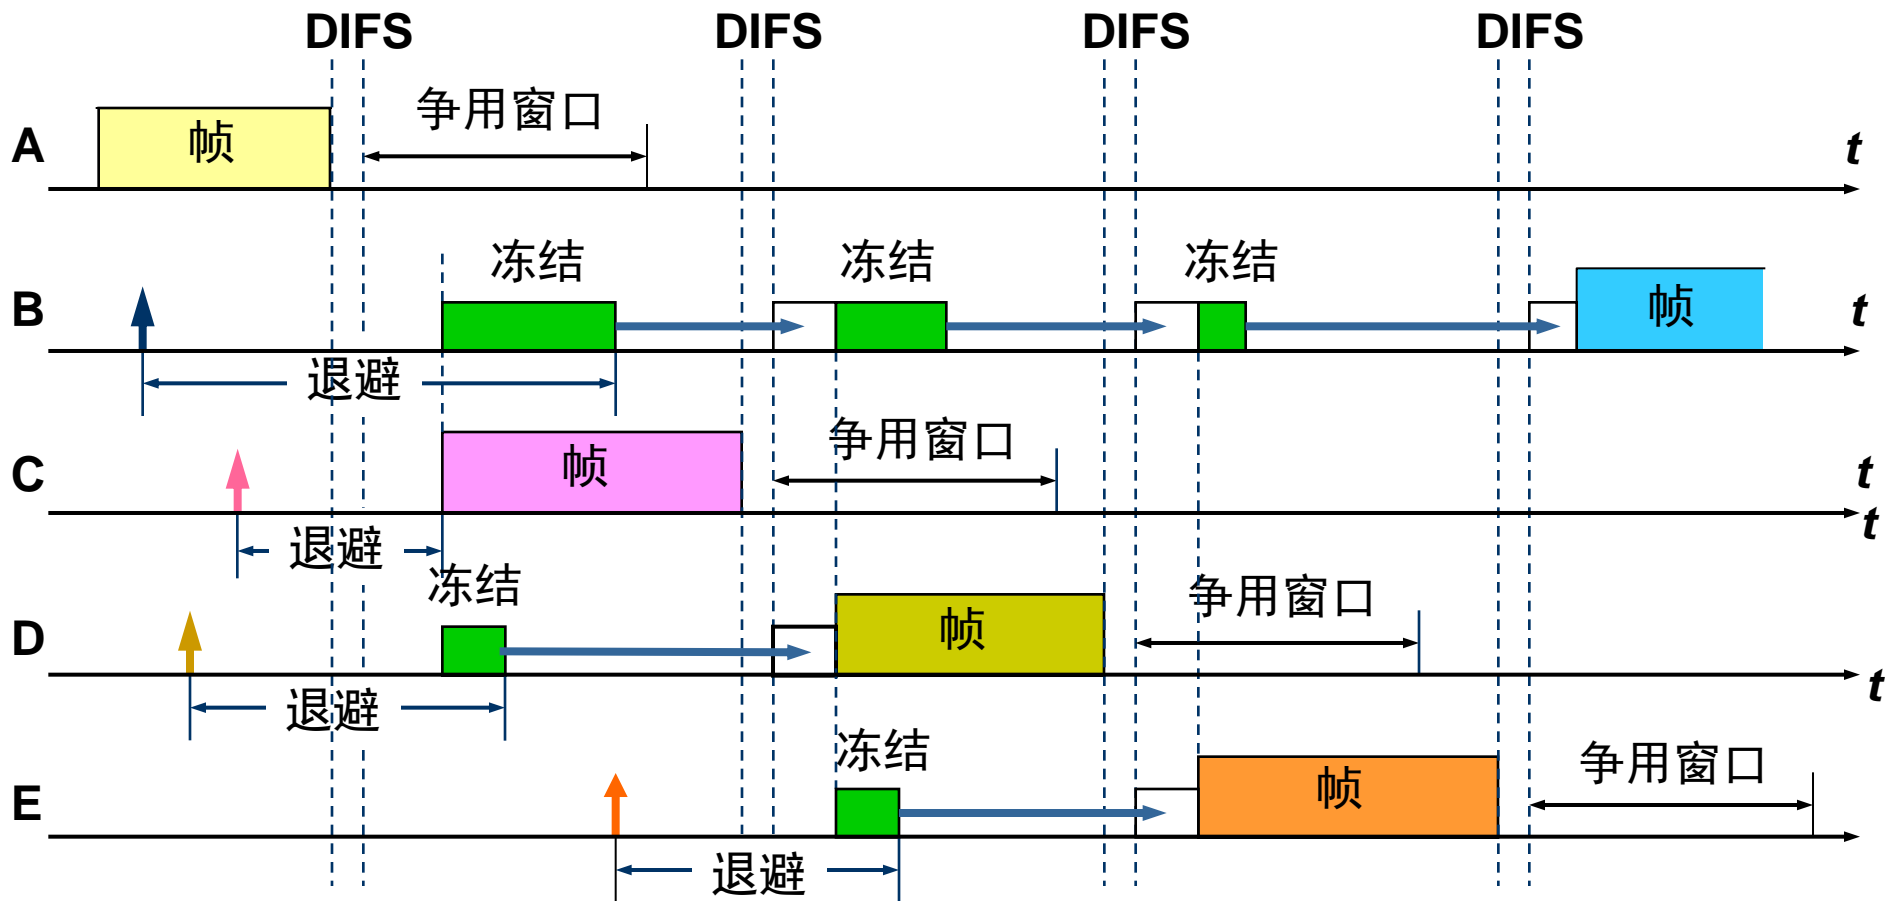 DIFS DIFS DIFS DIFS
争用窗口
A 帧 t
冻结 冻结 冻结
B 帧 t
退避
争用窗口
C 帧 t
t
退避
冻结
争用窗口
D 帧
t
退避
冻结
争用窗口
E 帧
退避